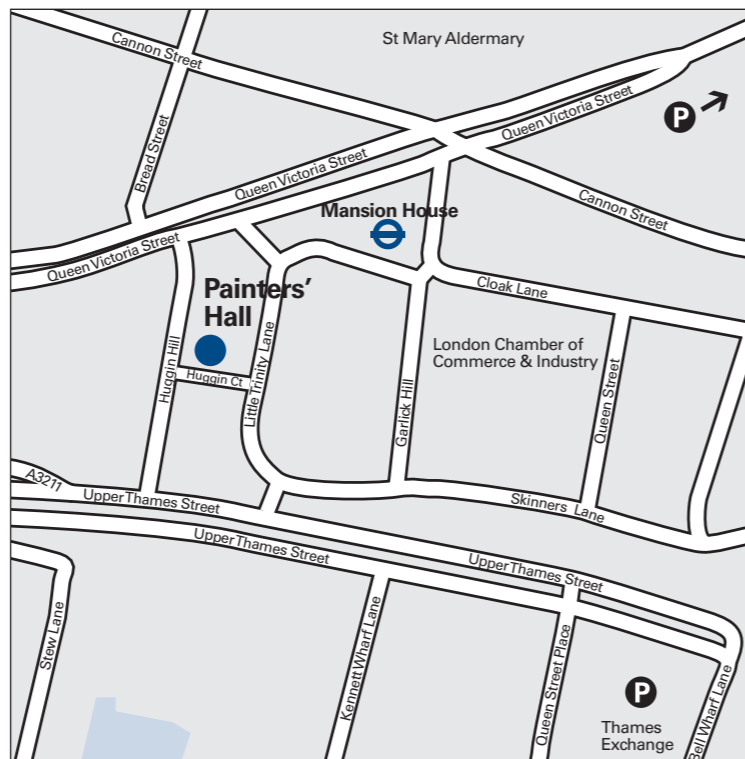 St Mary Aldermary
Cannon Street
Bread Street
Queen Victoria Street
Queen Victoria Street
P
Queen Victoria Street
Cannon Street
Mansion House
Cloak Lane
Painters’
Hall
Huggin Hill
Huggin Ct
Little Trinity Lane
Garlick Hill
London Chamber of
Commerce & Industry
Queen Street
A3211
Upper Thames Street
Skinners Lane
Upper Thames Street
Upper Thames Street
Stew Lane
Kennett Wharf Lane
Queen Street Place
P
Thames
Exchange
Bell Wharf Lane